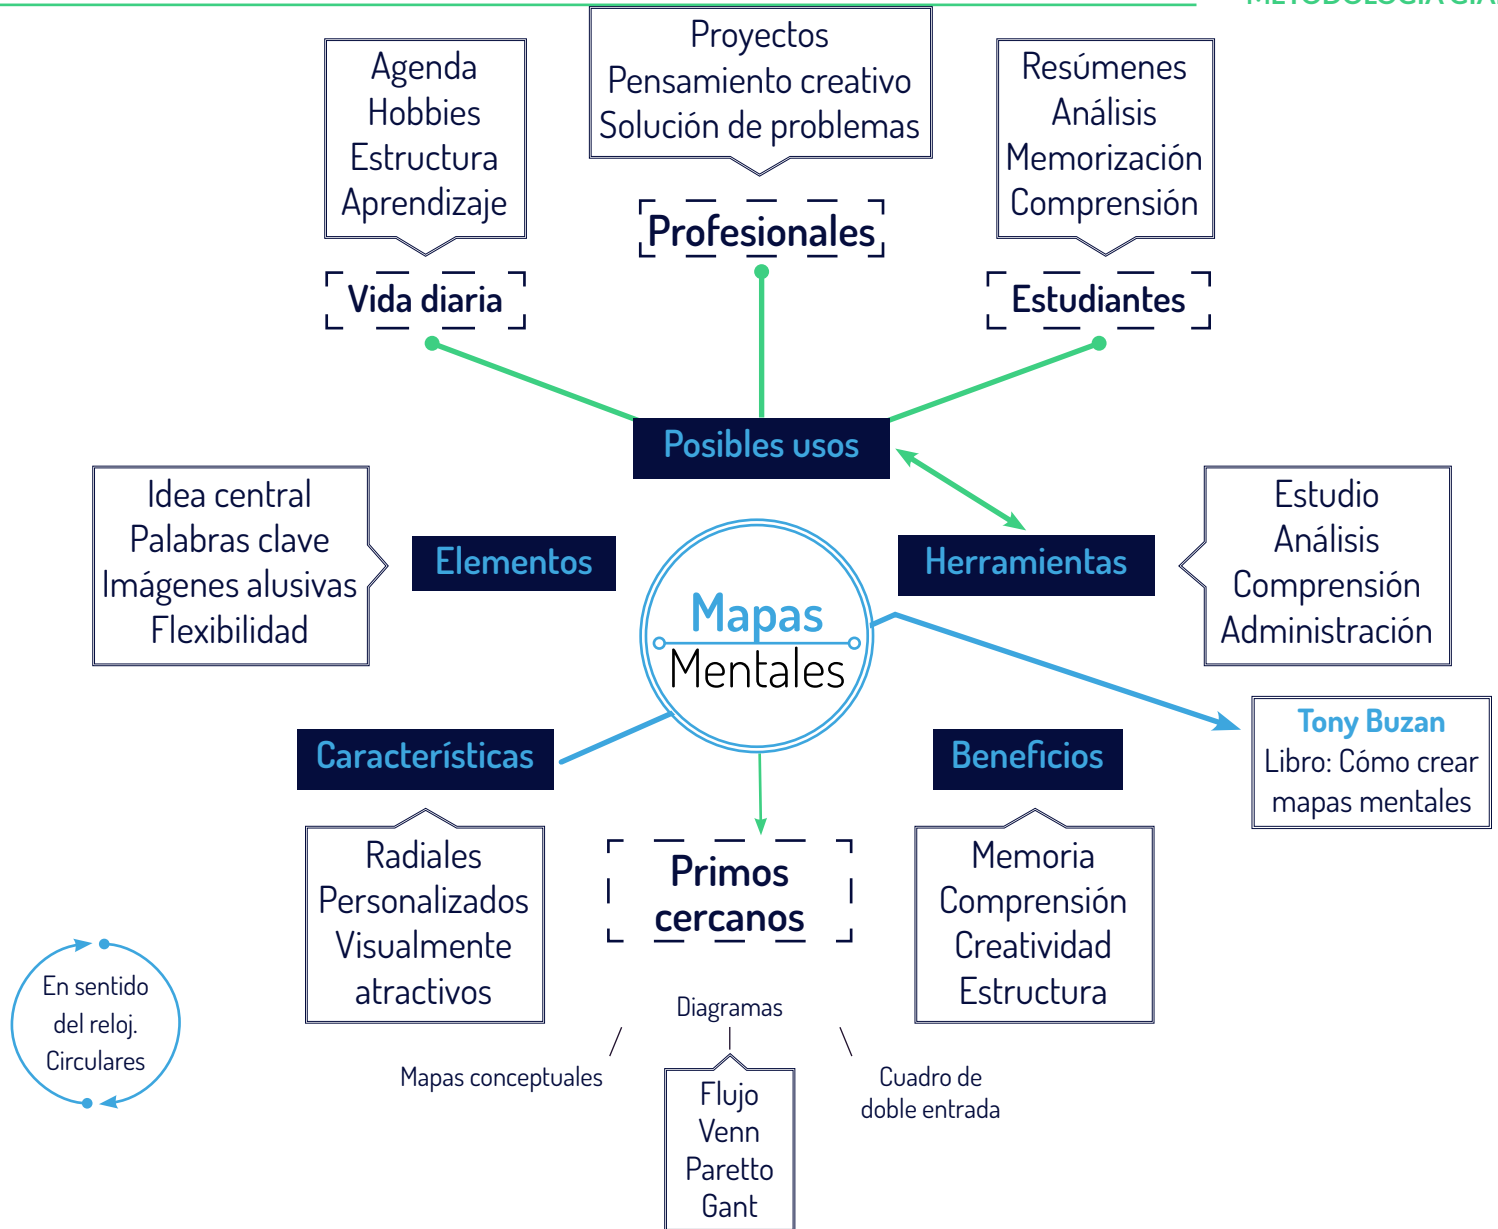 METODOLOGÍA
Agenda
Hobbies
Estructura
Aprendizaje
Vida diaria
Proyectos
Pensamiento creativo
Solución de problemas
Profesionales
Resúmenes
Análisis
Memorización
Comprensión
Estudiantes
Posibles usos
Idea central
Palabras clave
Imágenes alusivas
Flexibilidad
Elementos
Mapas
Mentales
Herramientas
Estudio
Análisis
Comprensión
Administración
Tony Buzan
Libro: Cómo crear
mapas mentales
Características
Radiales
Personalizados
Visualmente
atractivos
Beneficios
Memoria
Comprensión
Creatividad
Estructura
Primos
cercanos
Diagramas
Mapas conceptuales
Flujo
Venn
Paretto
Gant
Cuadro de
doble entrada
En sentido
del reloj.
Circulares